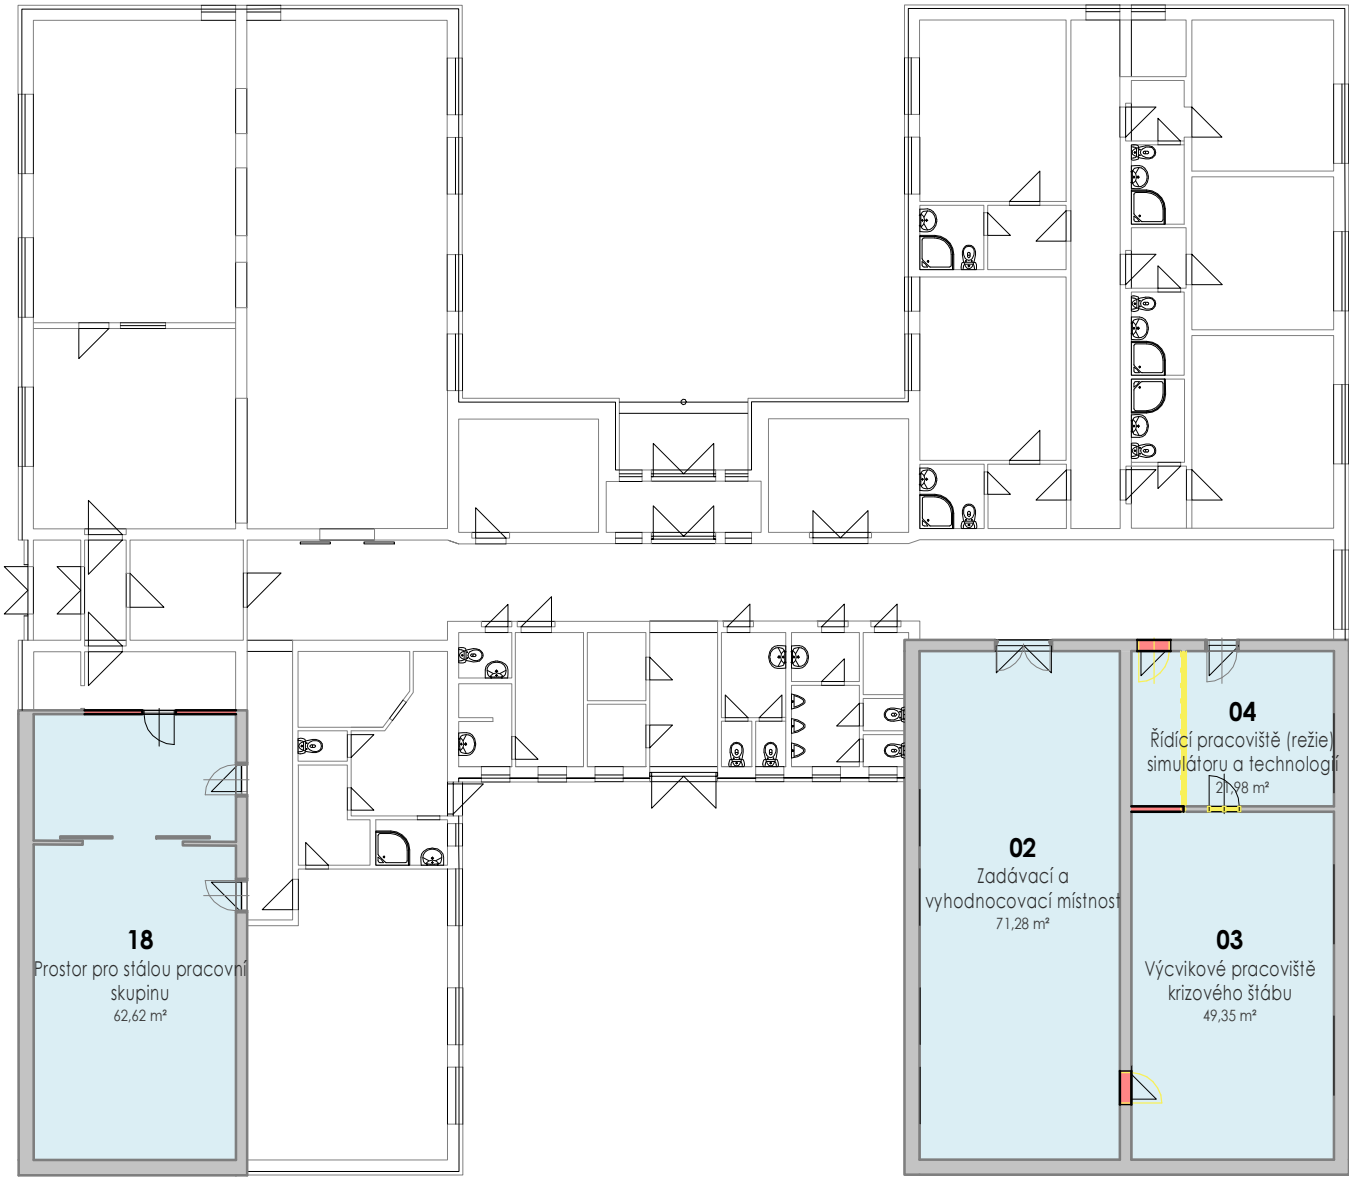 04
Řídící pracoviště (režie)
simulátoru a technologií
21,98 m²
02
Zadávací a
vyhodnocovací místnost
71,28 m²
18
Prostor pro stálou pracovní
skupinu
62,62 m²
03
Výcvikové pracoviště
krizového štábu
49,35 m²